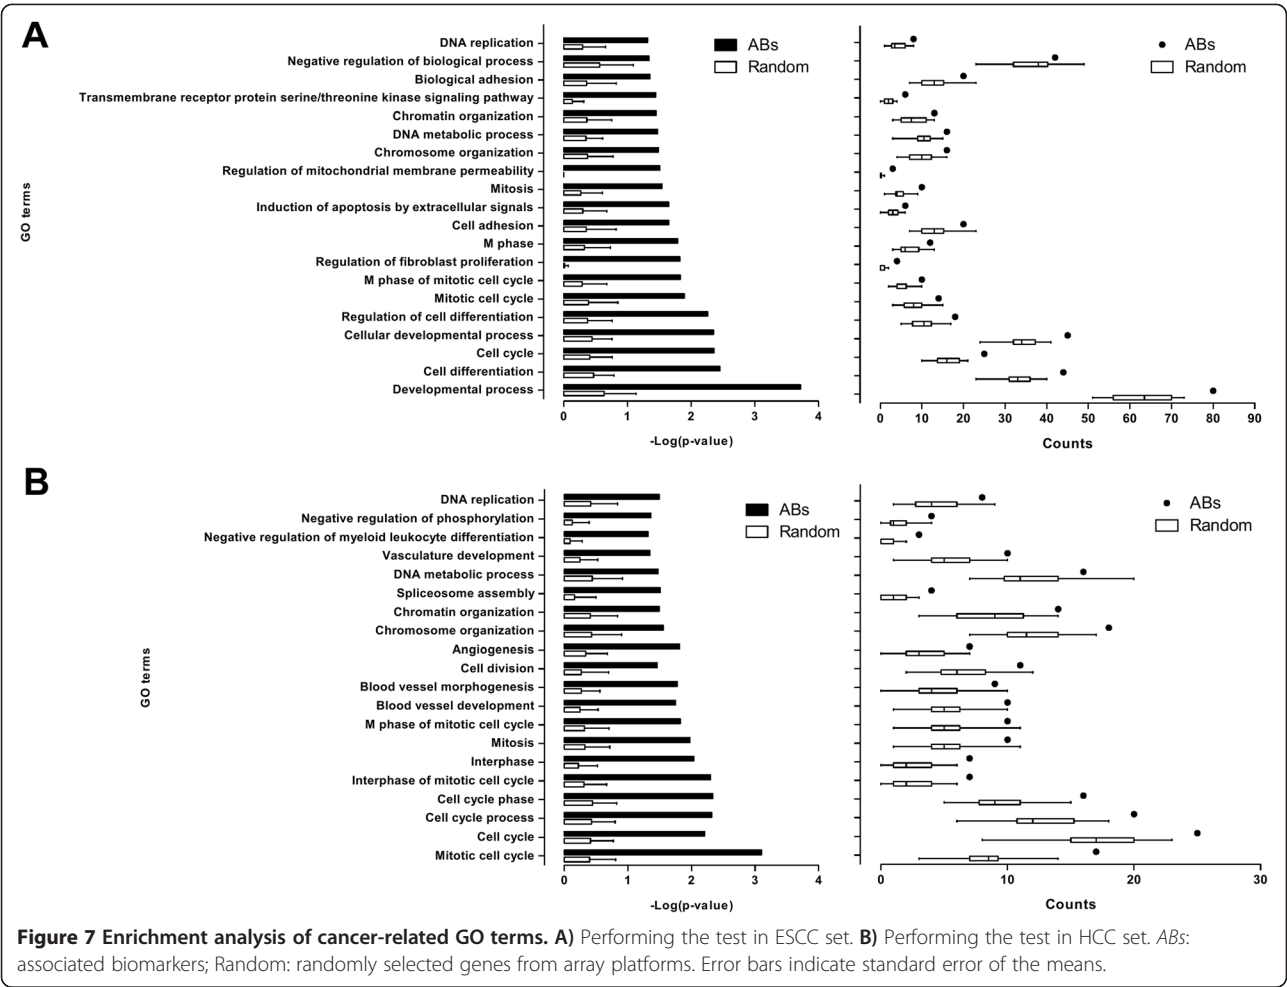 A
DNA replication
Negative regulation of biological process
Biological adhesion
Transmembrane receptor protein serine/threonine kinase signaling pathway
Chromatin organization
DNA metabolic process
Chromosome organization
Regulation of mitochondrial membrane permeability
Mitosis
Induction of apoptosis by extracellular signals
Cell adhesion
M phase
Regulation of fibroblast proliferation
M phase of mitotic cell cycle
Mitotic cell cycle
Regulation of cell differentiation
Cellular developmental process
Cell cycle
Cell differentiation
Developmental process
GO terms
ABs
Random
0 1 2 3 4
-Log(p-value)
ABs
Random
0 10 20 30 40 50 60 70 80 90
Counts
B
DNA replication
Negative regulation of phosphorylation
Negative regulation of myeloid leukocyte differentiation
Vasculature development
DNA metabolic process
Spliceosome assembly
Chromatin organization
Chromosome organization
Angiogenesis
Cell division
Blood vessel morphogenesis
Blood vessel development
M phase of mitotic cell cycle
Mitosis
Interphase
Interphase of mitotic cell cycle
Cell cycle phase
Cell cycle process
Cell cycle
Mitotic cell cycle
GO terms
ABs
Random
0 1 2 3 4
-Log(p-value)
ABs
Random
0 10 20 30
Counts
Figure 7 Enrichment analysis of cancer-related GO terms. A) Performing the test in ESCC set. B) Performing the test in HCC set. ABs:
associated biomarkers; Random: randomly selected genes from array platforms. Error bars indicate standard error of the means.